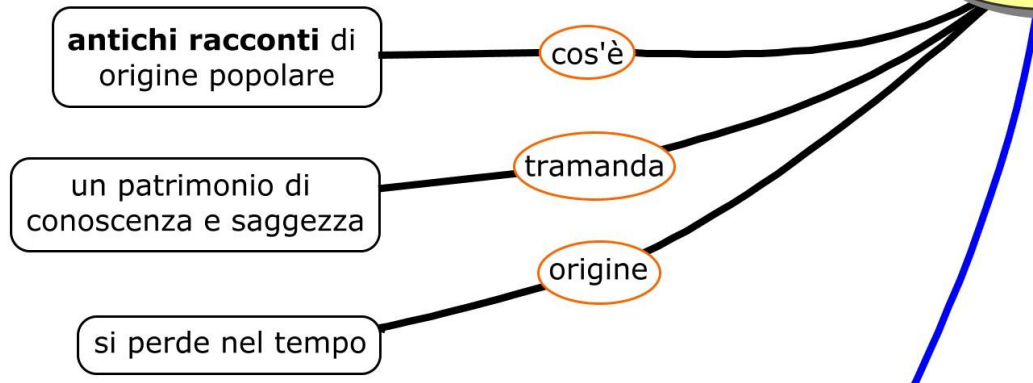 antichi racconti di
origine popolare
cos'è
un patrimonio di
conoscenza e saggezza
tramanda
origine
si perde nel tempo